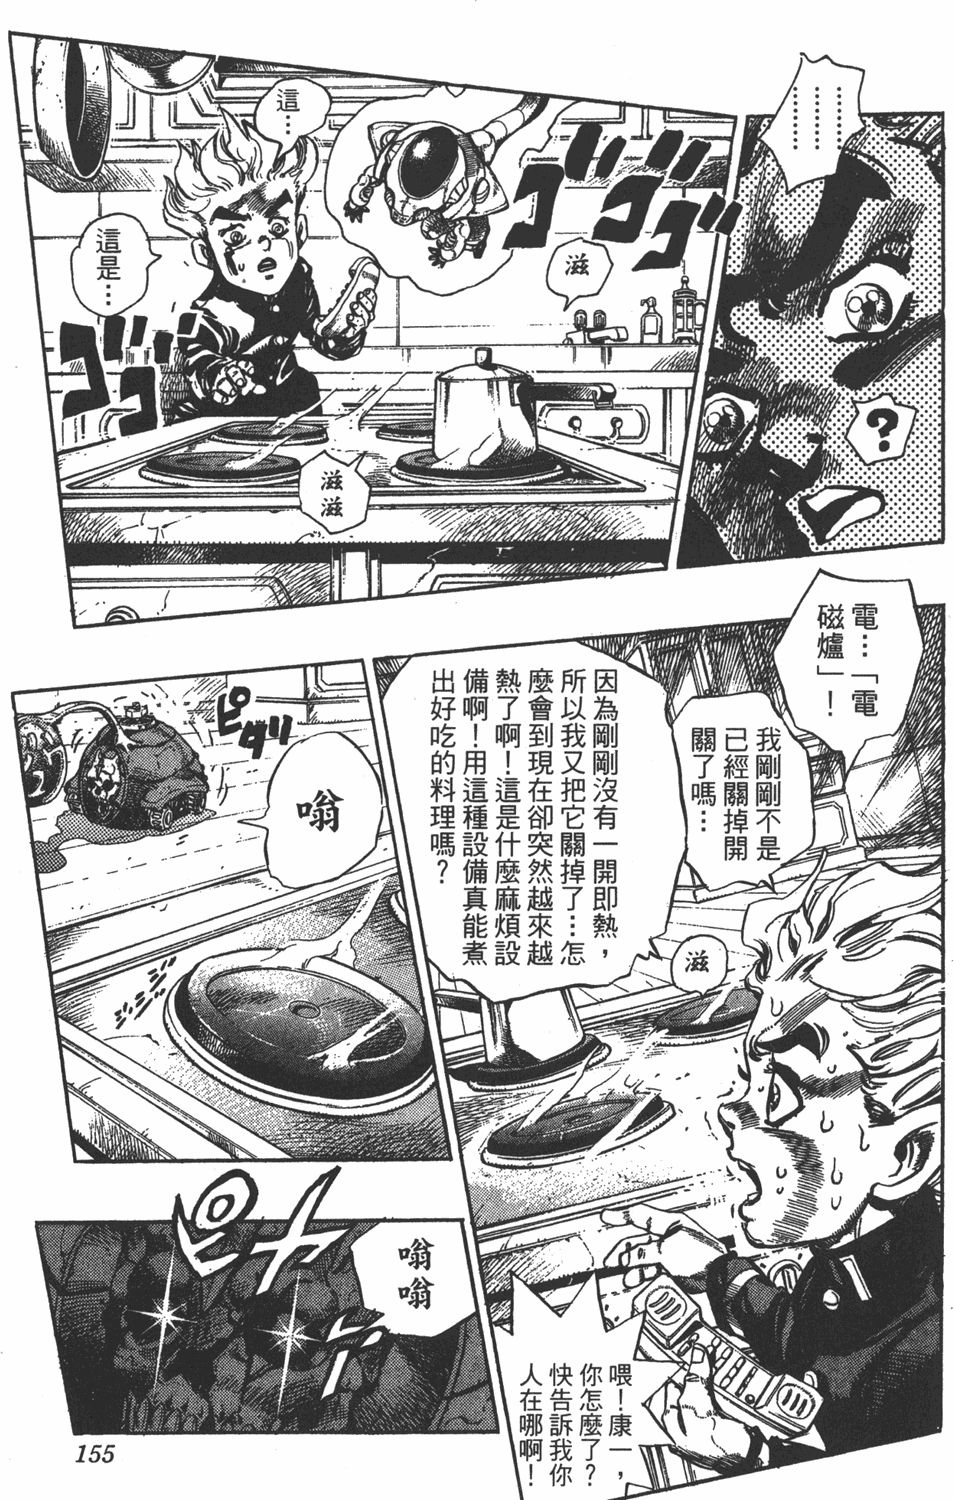 ………
………
？
ゴゴゴゴ
這…
這是…
滋
ゴゴゴ
滋
滋
電…「電
磁爐」！
我剛剛不是
已經關掉開
關了嗎…
因為剛剛沒有一開即熱，
所以我又把它關掉了…怎
麼會到現在卻突然越來越
熱了啊！這是什麼麻煩設
備啊！用這種設備真能煮
出好吃的料理嗎？
滋
喂！康一，
你怎麼了？
快告訴我你
人在哪啊！
嗡
嗡
嗡
155